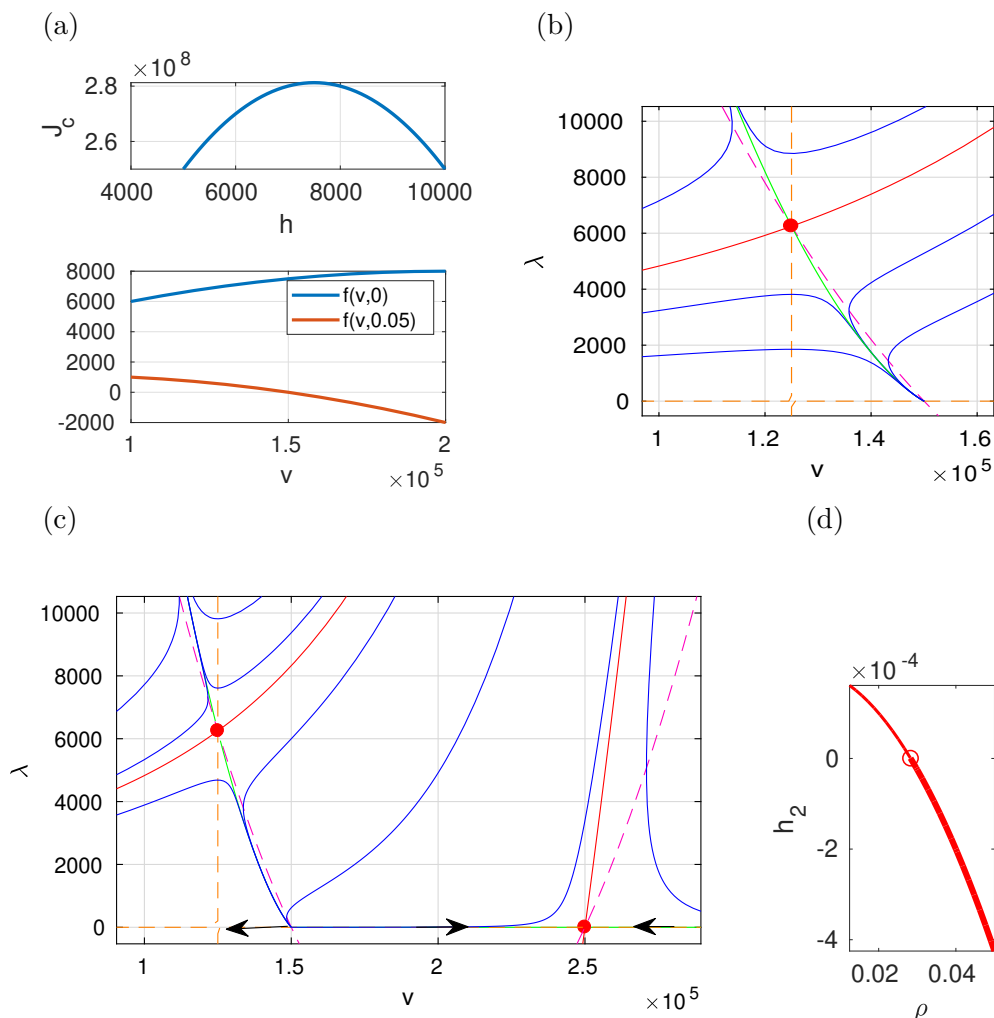 (a)
×10^8
2.8
2.6
J_c
4000 6000 8000 10000
h
8000
6000
4000
2000
0
-2000
f(v,0)
f(v,0.05)
1 1.5 2
v
×10^5
(b)
10000
8000
6000
4000
2000
0
λ
1 1.2 1.4 1.6
v
×10^5
(c)
10000
8000
6000
4000
2000
0
λ
1 1.5 2 2.5
v
×10^5
(d)
×10^-4
0
-2
-4
h_2
0.02 0.04
ρ